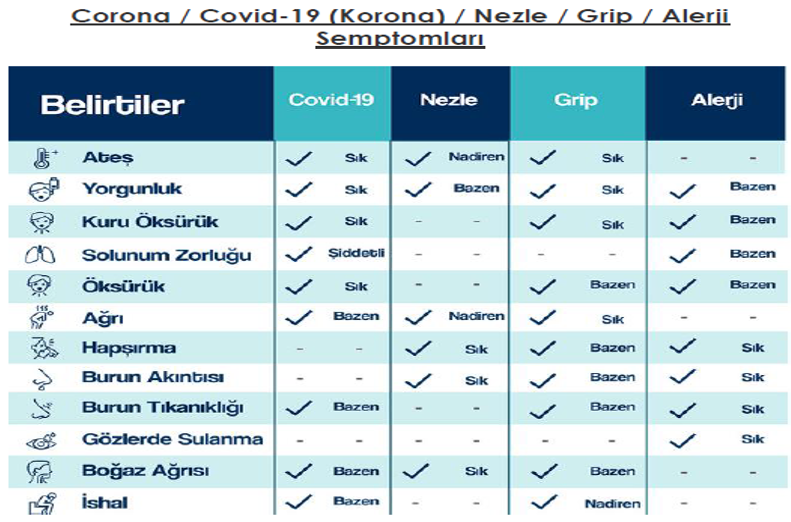 Corona / Covid-19 (Korona) / Nezle / Grip / Alerji
Semptomları
Belirtiler Covid-19 Nezle Grip Alerji
Ateş ✓ Sık ✓ Nadiren ✓ Sık - -
Yorgunluk ✓ Sık ✓ Bazen ✓ Sık ✓ Bazen
Kuru Öksürük ✓ Sık - - ✓ Sık ✓ Bazen
Solunum Zorluğu ✓ Şiddetli - - - - ✓ Bazen
Öksürük ✓ Sık - - ✓ Bazen ✓ Bazen
Ağrı ✓ Bazen ✓ Nadiren ✓ Sık - -
Hapşırma - - ✓ Sık ✓ Bazen ✓ Sık
Burun Akıntısı - - ✓ Sık ✓ Bazen ✓ Sık
Burun Tıkanıklığı ✓ Bazen - - ✓ Bazen ✓ Sık
Gözlerde Sulanma - - - - - - ✓ Sık
Boğaz Ağrısı ✓ Bazen ✓ Sık ✓ Bazen - -
İshal ✓ Bazen - - ✓ Nadiren - -